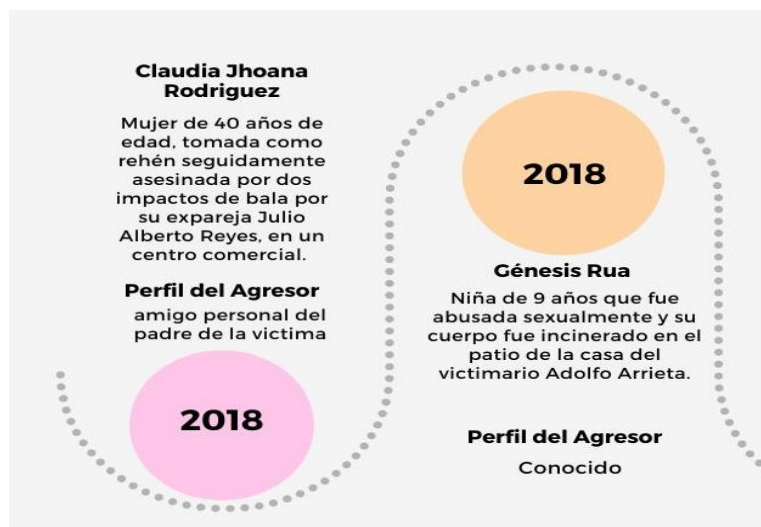 Claudia Jhoana
Rodriguez
Mujer de 40 años de
edad, tomada como
rehén seguidamente
asesinada por dos
impactos de bala por
su expareja Julio
Alberto Reyes, en un
centro comercial.
Perfil del Agresor
amigo personal del
padre de la victima
2018
2018
Génesis Rua
Niña de 9 años que fue
abusada sexualmente y su
cuerpo fue incinerado en el
patio de la casa del
victimario Adolfo Arrieta.
Perfil del Agresor
Conocido